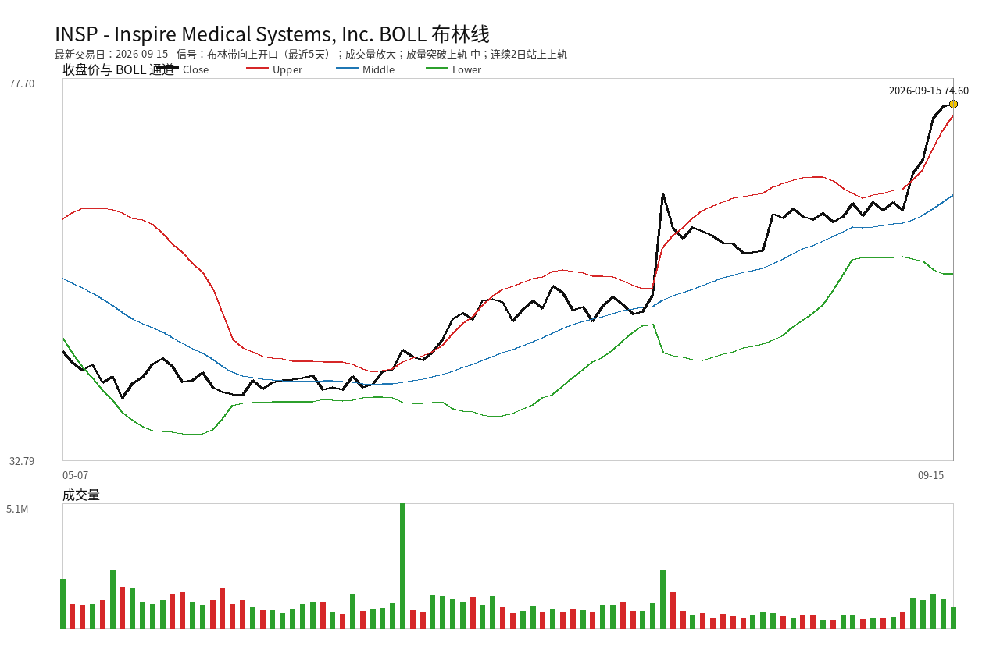 INSP - Inspire Medical Systems, Inc. BOLL 布林线
最新交易日：2026-09-15   信号：布林带向上开口（最近5天）；成交量放大；放量突破上轨-中；连续2日站上上轨
收盘价与 BOLL 通道 Close Upper Middle Lower
77.70
2026-09-15 74.60
32.79
05-07 09-15
成交量
5.1M